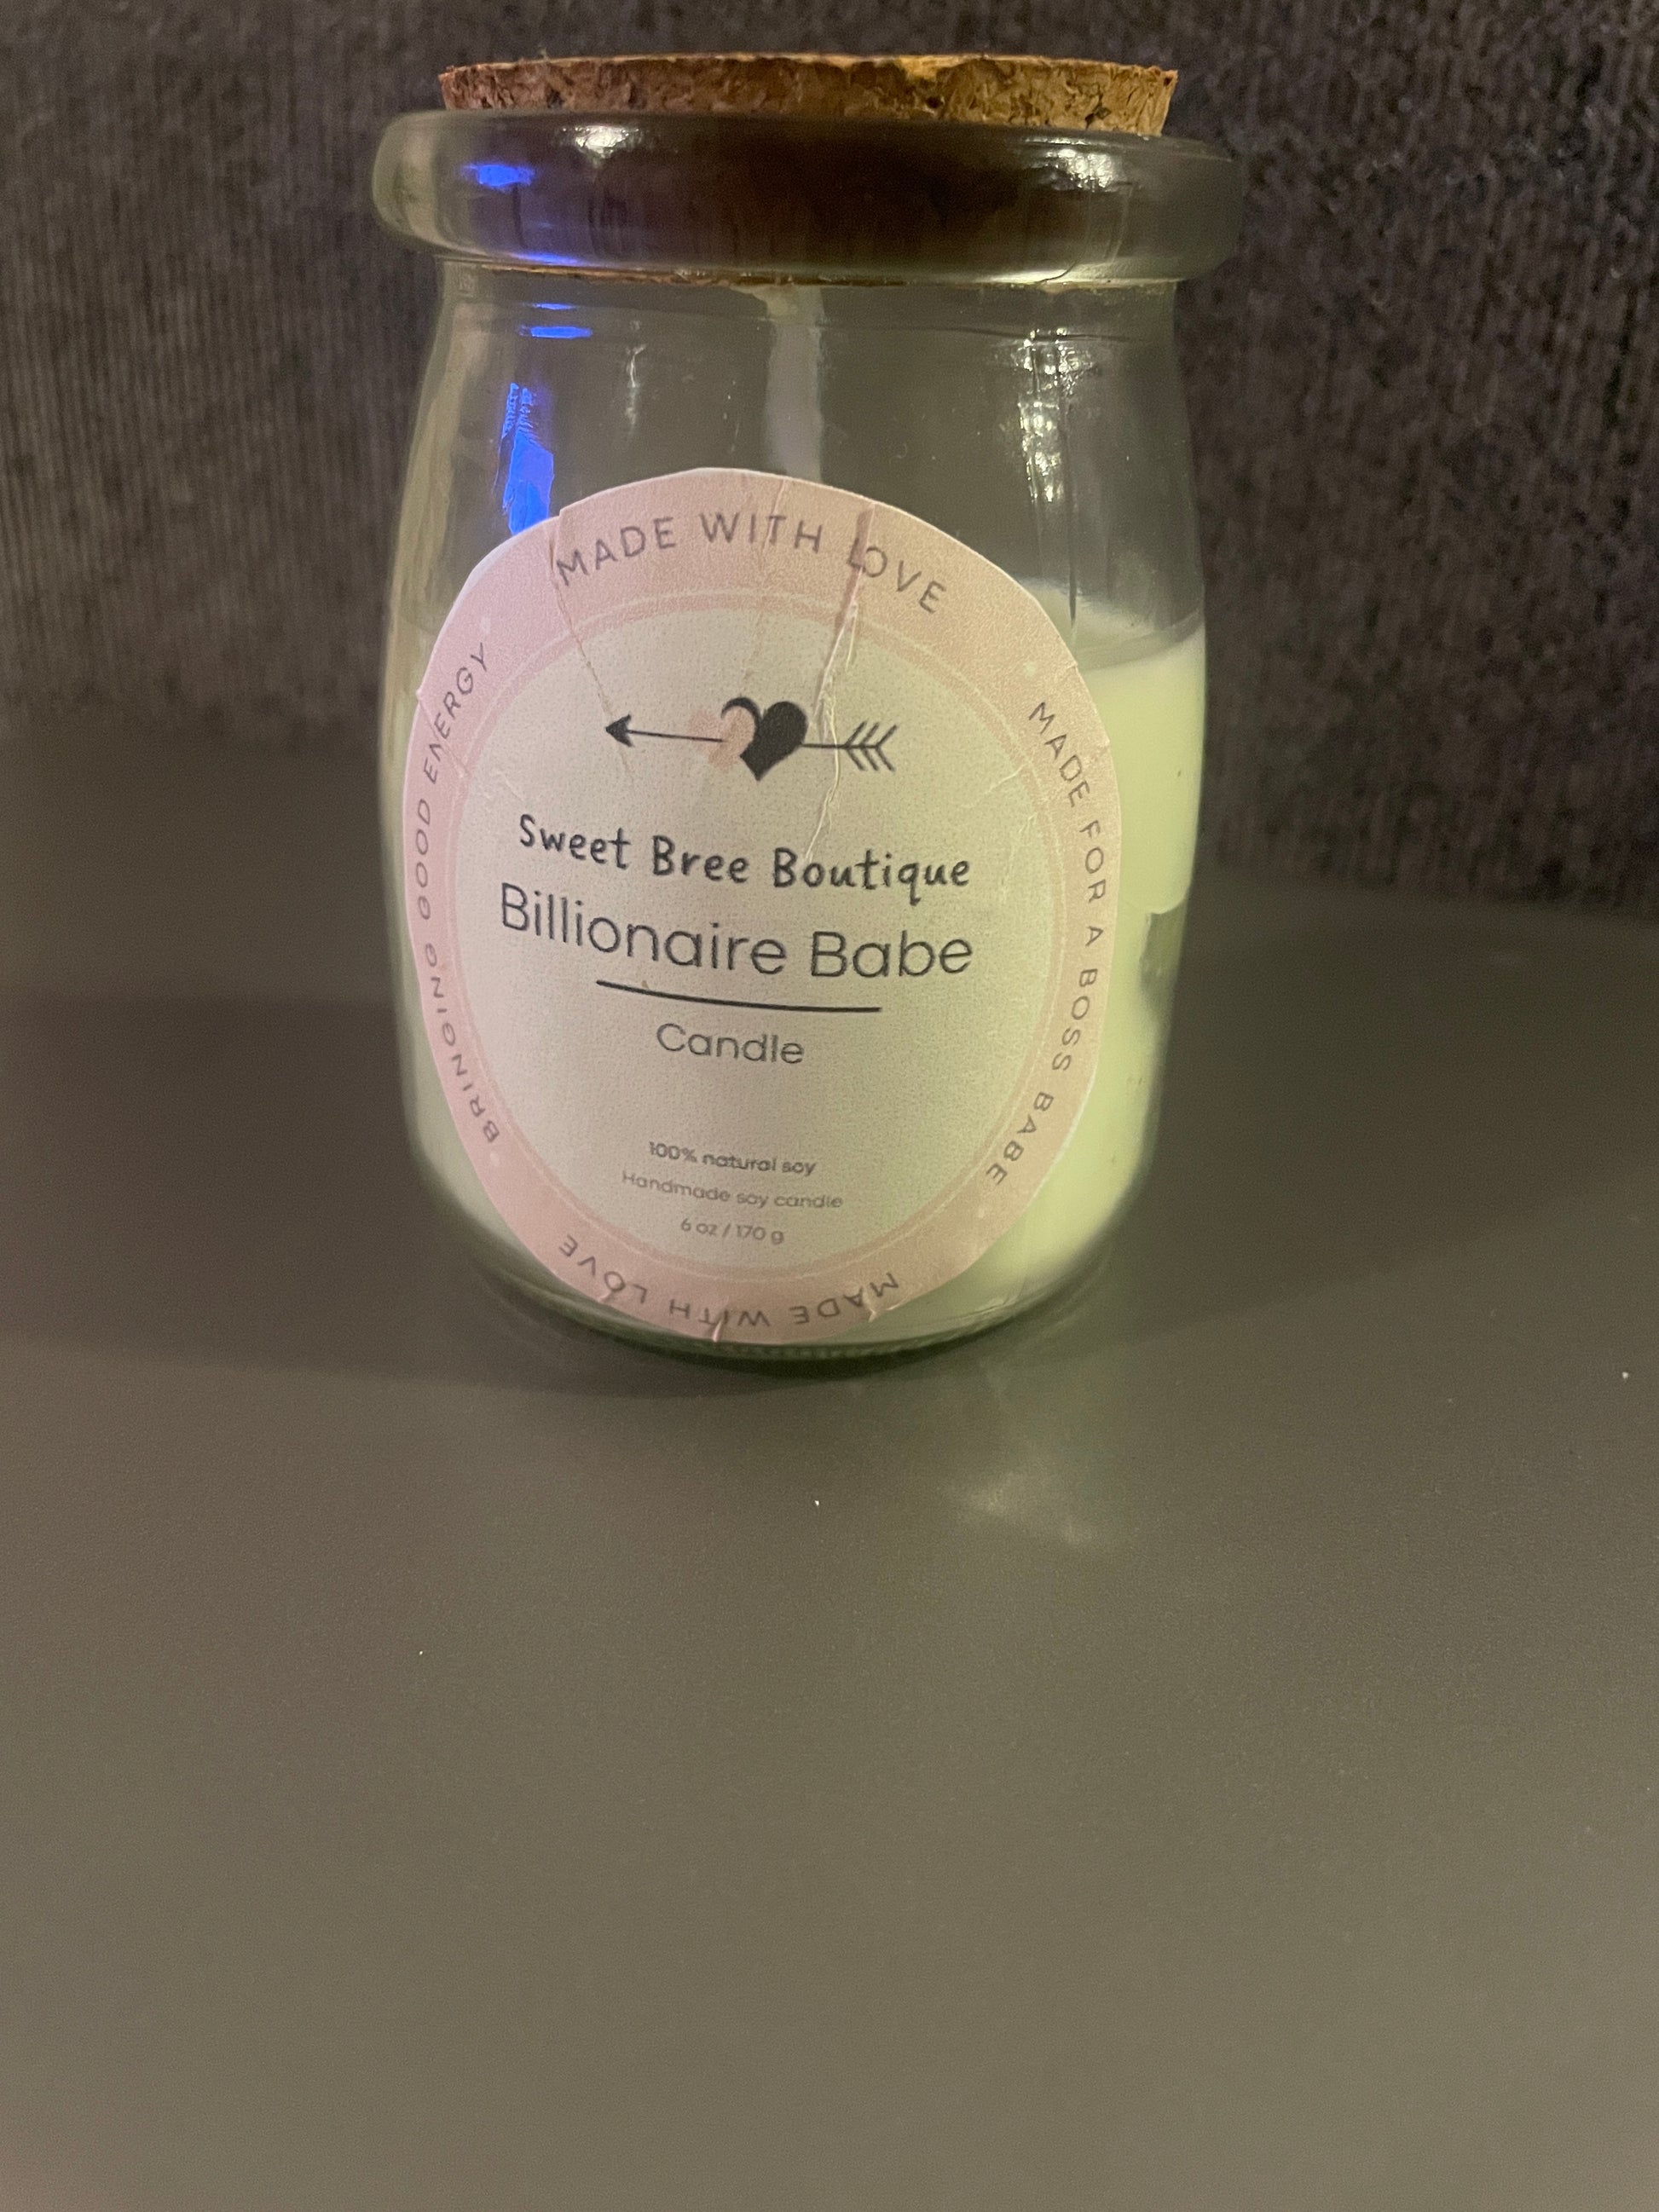 MADE WITH LOVE
MADE FOR A BOSS BABE
MADE WITH LOVE
BRINGING GOOD ENERGY
Sweet Bree Boutique
Billionaire Babe
Candle
100% natural soy
Handmade soy candle
6 oz / 170 g